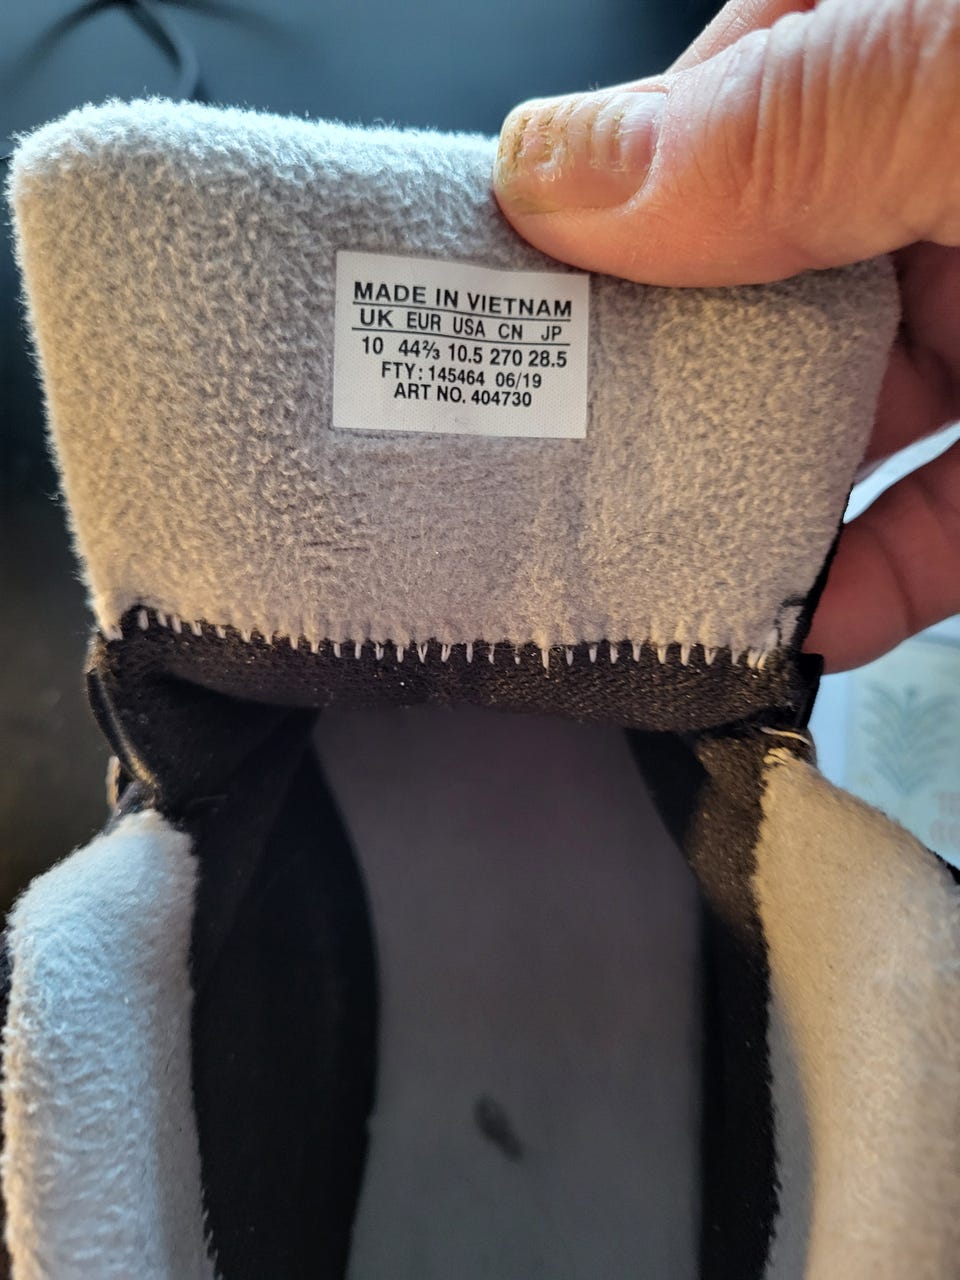 MADE IN VIETNAM
UK EUR USA CN JP
10 44⅔ 10.5 270 28.5
FTY: 145464 06/19
ART NO. 404730